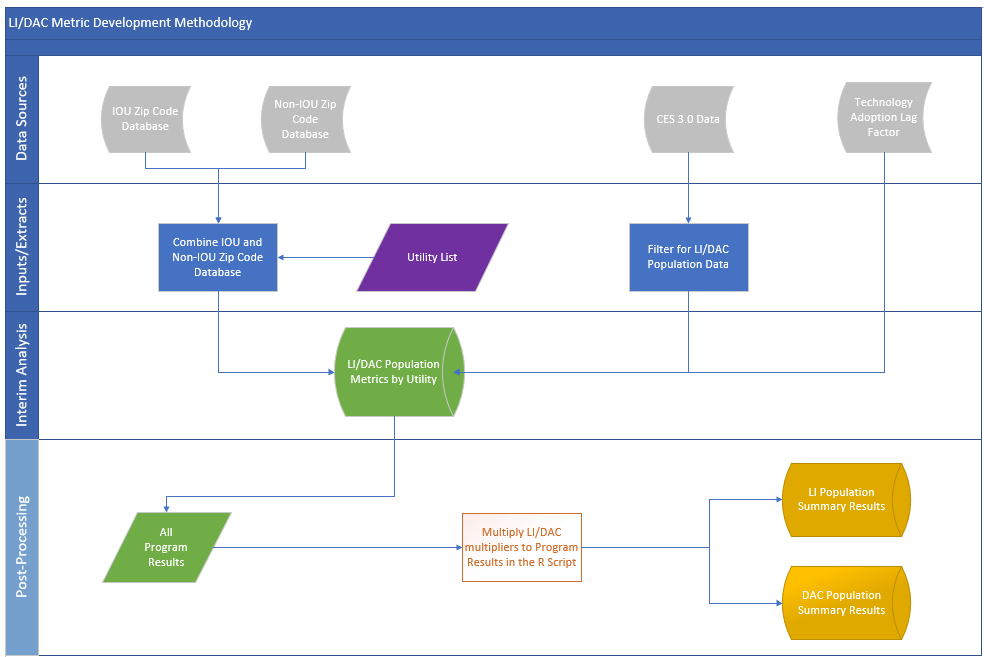 LI/DAC Metric Development Methodology
Data Sources
IOU Zip Code
Database
Non-IOU Zip
Code
Database
CES 3.0 Data
Technology
Adoption Lag
Factor
Inputs/Extracts
Combine IOU and
Non-IOU Zip Code
Database
Utility List
Filter for LI/DAC
Population Data
Interim Analysis
LI/DAC Population
Metrics by Utility
Post-Processing
All
Program
Results
Multiply LI/DAC
multipliers to Program
Results in the R Script
LI Population
Summary Results
DAC Population
Summary Results